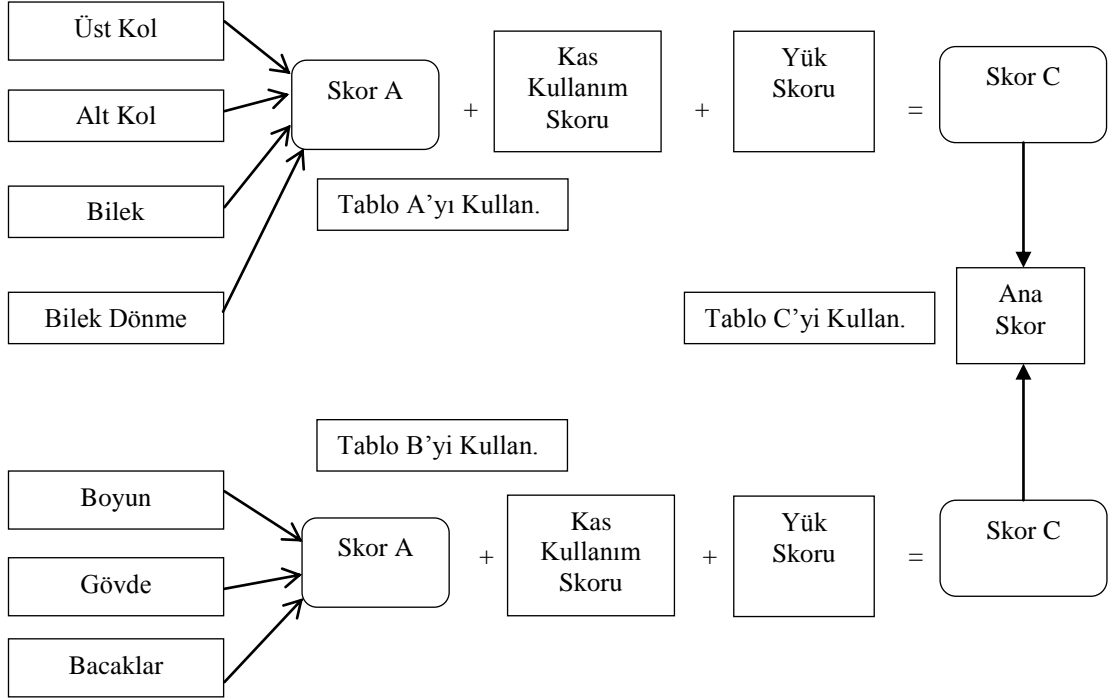 Üst Kol
Alt Kol
Bilek
Bilek Dönme
Skor A
+
Kas
Kullanım
Skoru
+
Yük
Skoru
=
Skor C
Tablo A’yı Kullan.
Tablo C’yi Kullan.
Ana
Skor
Tablo B’yi Kullan.
Boyun
Gövde
Bacaklar
Skor A
+
Kas
Kullanım
Skoru
+
Yük
Skoru
=
Skor C